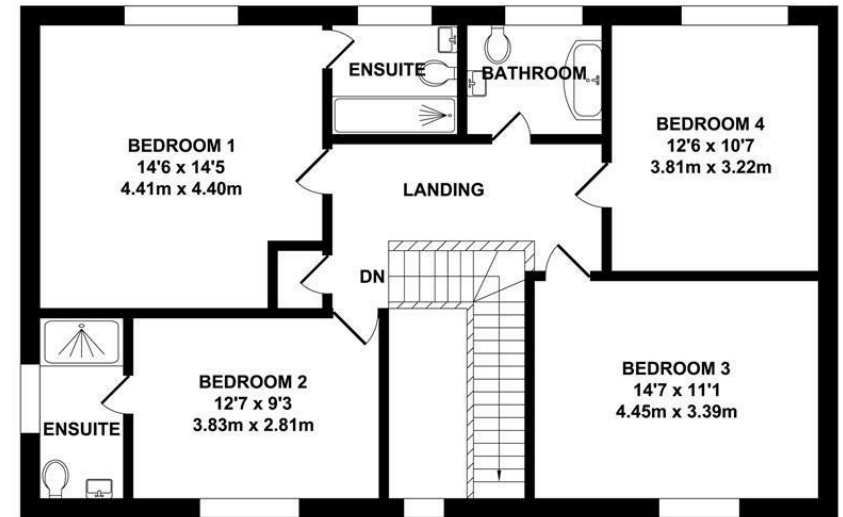 ENSUITE
BATHROOM
BEDROOM 1
14'6 x 14'5
4.41m x 4.40m
BEDROOM 4
12'6 x 10'7
3.81m x 3.22m
LANDING
DN
BEDROOM 2
12'7 x 9'3
3.83m x 2.81m
BEDROOM 3
14'7 x 11'1
4.45m x 3.39m
ENSUITE